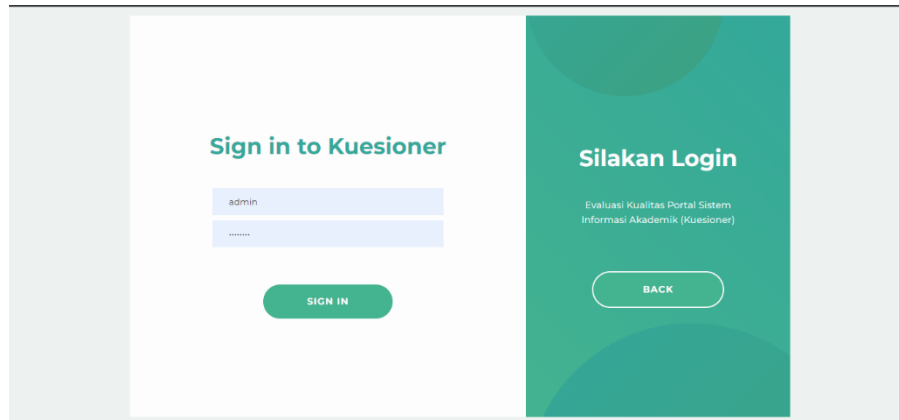 Sign in to Kuesioner
admin
........
SIGN IN
Silakan Login
Evaluasi Kualitas Portal Sistem
Informasi Akademik (Kuesioner)
BACK